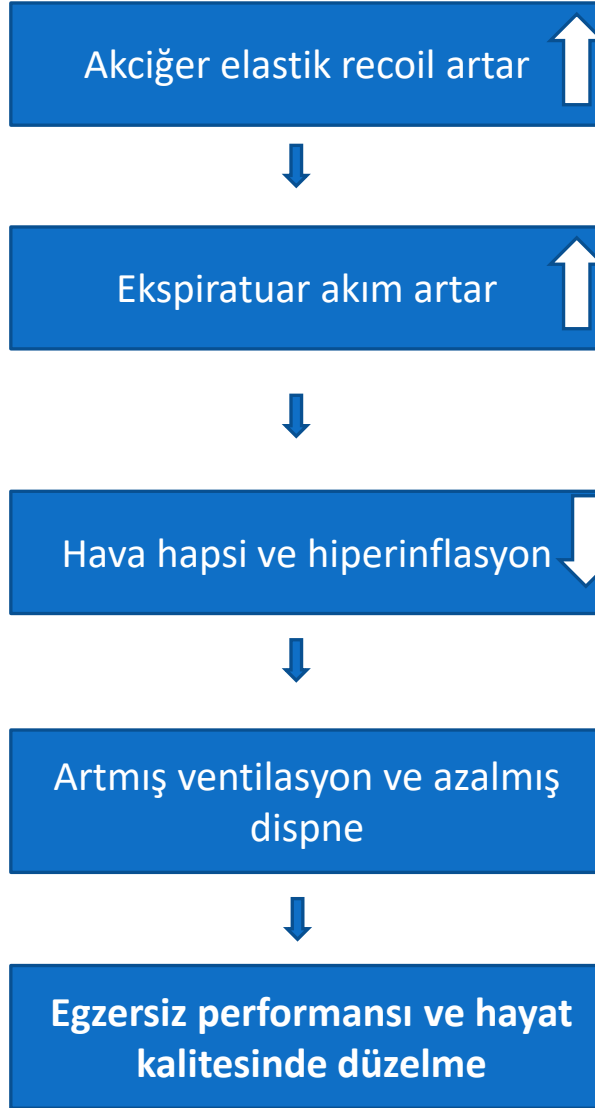 Akciğer elastik recoil artar
Ekspiratuar akım artar
Hava hapsi ve hiperinflasyon
Artmış ventilasyon ve azalmış
dispne
Egzersiz performansı ve hayat
kalitesinde düzelme